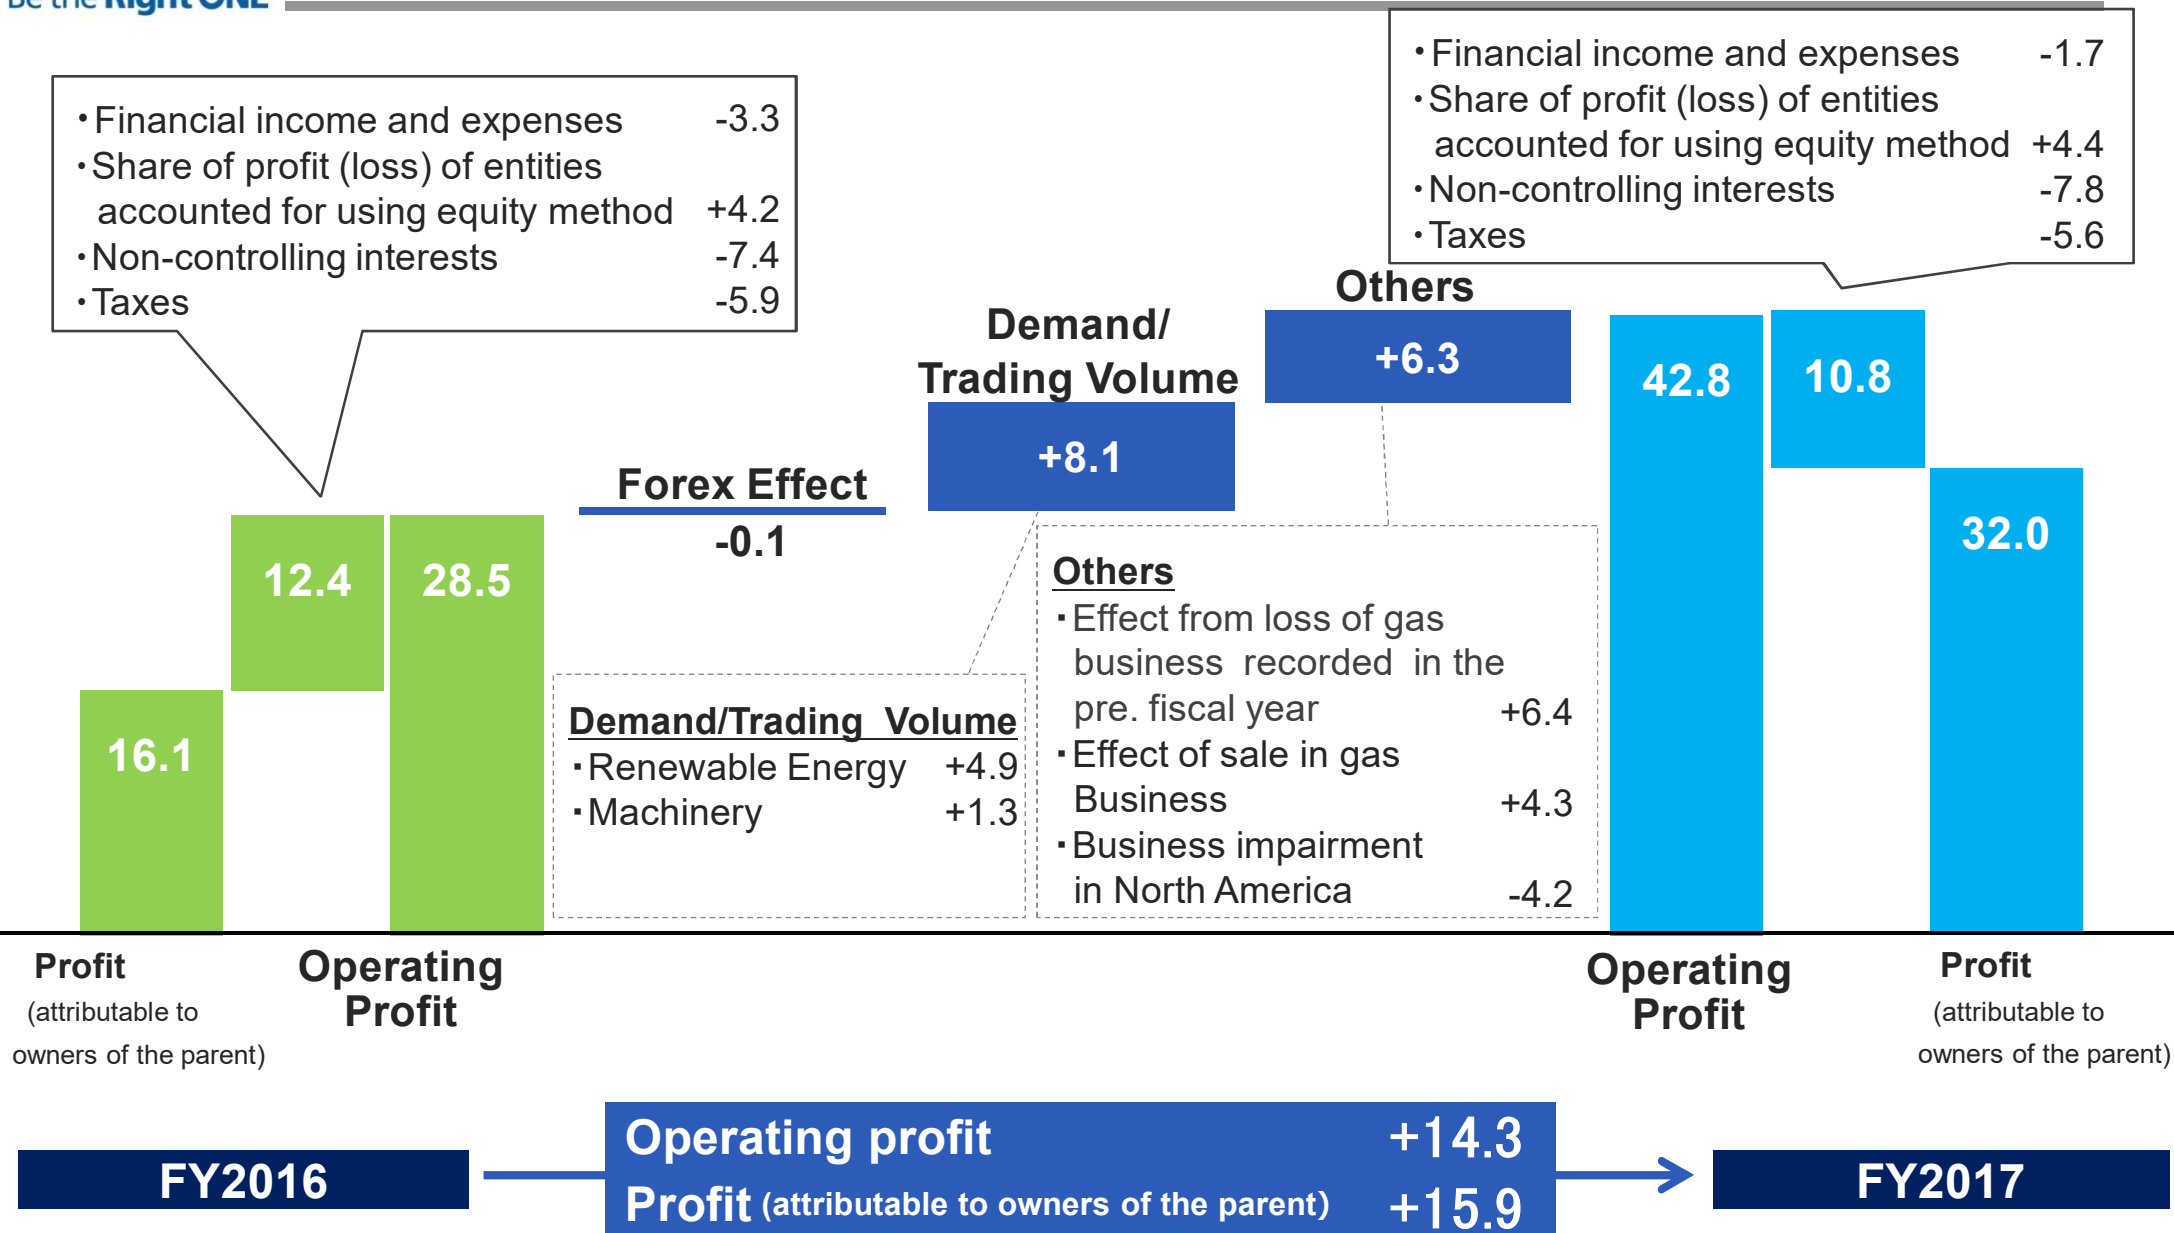 Be the Right ONE
・Financial income and expenses -3.3
・Share of profit (loss) of entities
accounted for using equity method +4.2
・Non-controlling interests -7.4
・Taxes -5.9
・Financial income and expenses -1.7
・Share of profit (loss) of entities
accounted for using equity method +4.4
・Non-controlling interests -7.8
・Taxes -5.6
16.1
12.4
28.5
Forex Effect
-0.1
Demand/
Trading Volume
+8.1
Others
+6.3
42.8
10.8
32.0
Demand/Trading Volume
・Renewable Energy +4.9
・Machinery +1.3
Others
・Effect from loss of gas
business recorded in the
pre. fiscal year +6.4
・Effect of sale in gas
Business +4.3
・Business impairment
in North America -4.2
Profit
(attributable to
owners of the parent)
Operating
Profit
Operating
Profit
Profit
(attributable to
owners of the parent)
FY2016
Operating profit +14.3
Profit (attributable to owners of the parent) +15.9
FY2017